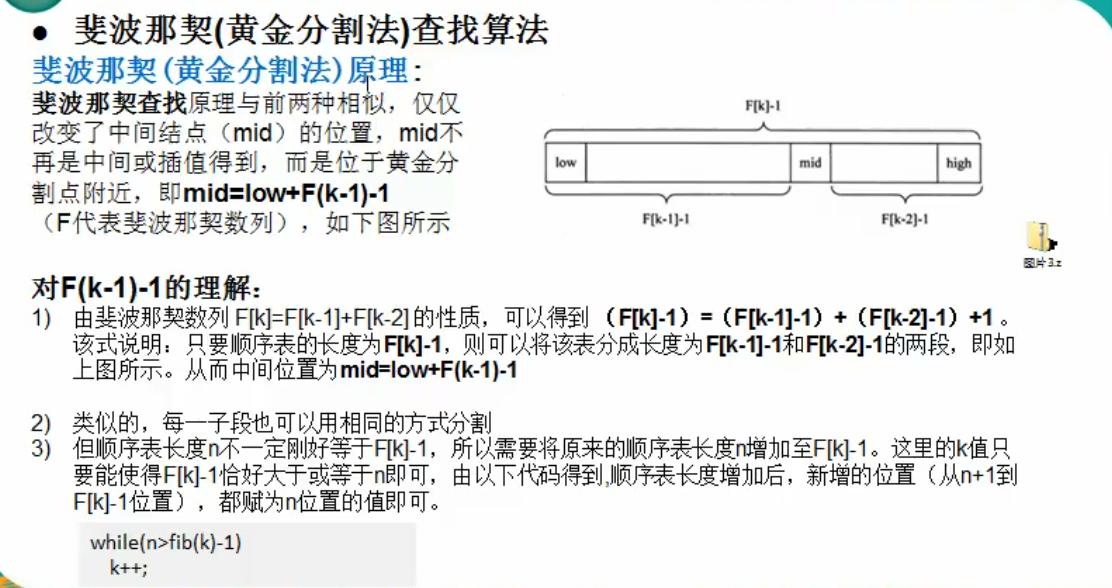 ● 斐波那契(黄金分割法)查找算法
斐波那契(黄金分割法)原理:
斐波那契查找原理与前两种相似，仅仅
改变了中间结点（mid）的位置，mid不
再是中间或插值得到，而是位于黄金分
割点附近，即mid=low+F(k-1)-1
（F代表斐波那契数列），如下图所示
F[k]-1
low
mid
high
F[k-1]-1
F[k-2]-1
图片3.z
对F(k-1)-1的理解：
1) 由斐波那契数列 F[k]=F[k-1]+F[k-2] 的性质，可以得到 （F[k]-1）=（F[k-1]-1）+（F[k-2]-1）+1 。
该式说明：只要顺序表的长度为F[k]-1，则可以将该表分成长度为F[k-1]-1和F[k-2]-1的两段，即如
上图所示。从而中间位置为mid=low+F(k-1)-1
2) 类似的，每一子段也可以用相同的方式分割
3) 但顺序表长度n不一定刚好等于F[k]-1，所以需要将原来的顺序表长度n增加至F[k]-1。这里的k值只
要能使得F[k]-1恰好大于或等于n即可，由以下代码得到,顺序表长度增加后，新增的位置（从n+1到
F[k]-1位置），都赋为n位置的值即可。
while(n>fib(k)-1)
k++;